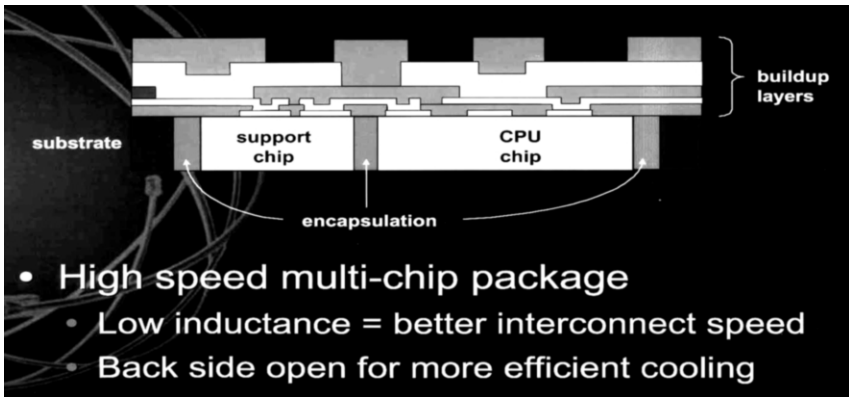 buildup
layers
substrate
support
chip
CPU
chip
encapsulation
• High speed multi-chip package
• Low inductance = better interconnect speed
• Back side open for more efficient cooling